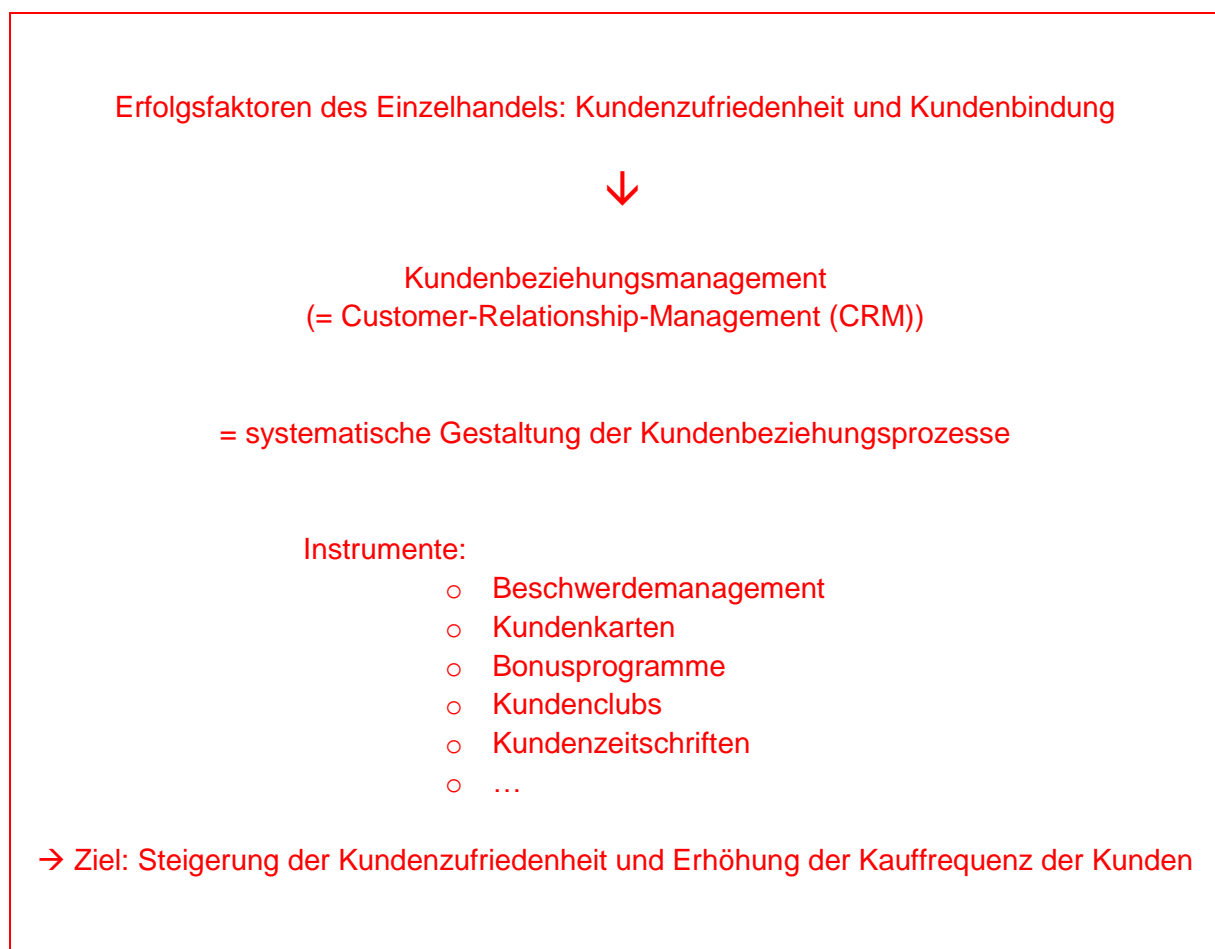 Erfolgsfaktoren des Einzelhandels: Kundenzufriedenheit und Kundenbindung
↓
Kundenbeziehungsmanagement
(= Customer-Relationship-Management (CRM))
= systematische Gestaltung der Kundenbeziehungsprozesse
Instrumente:
o Beschwerdemanagement
o Kundenkarten
o Bonusprogramme
o Kundenclubs
o Kundenzeitschriften
o …
→ Ziel: Steigerung der Kundenzufriedenheit und Erhöhung der Kauffrequenz der Kunden